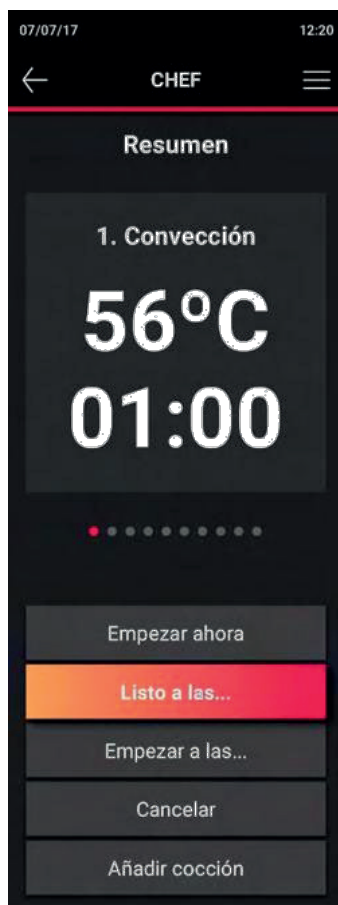 07/07/17 12:20
CHEF
Resumen
1. Convección
56ºC
01:00
Empezar ahora
Listo a las...
Empezar a las...
Cancelar
Añadir cocción